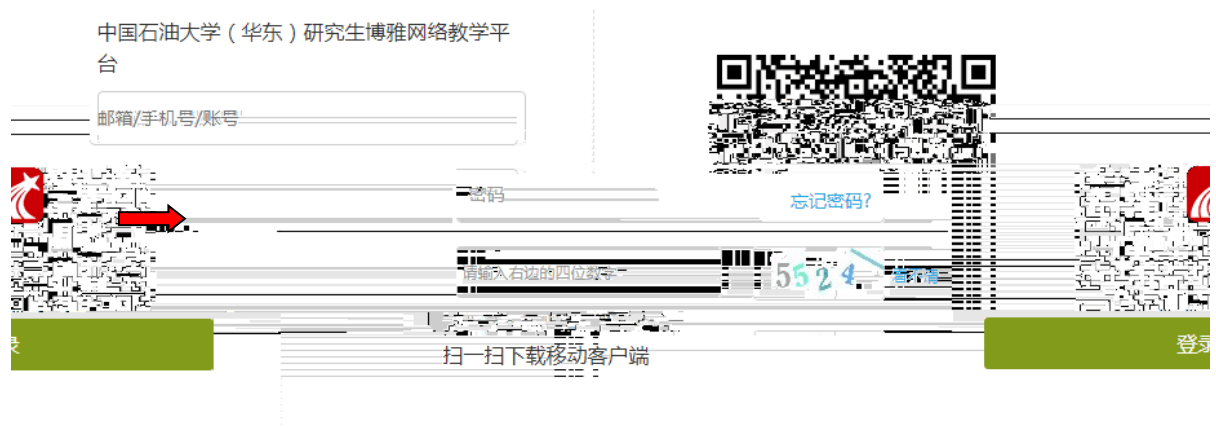 中国石油大学（华东）研究生博雅网络教学平
台
邮箱/手机号/账号
密码
忘记密码?
请输入右边的四位数字
5524
看不清
扫一扫下载移动客户端
录
登录